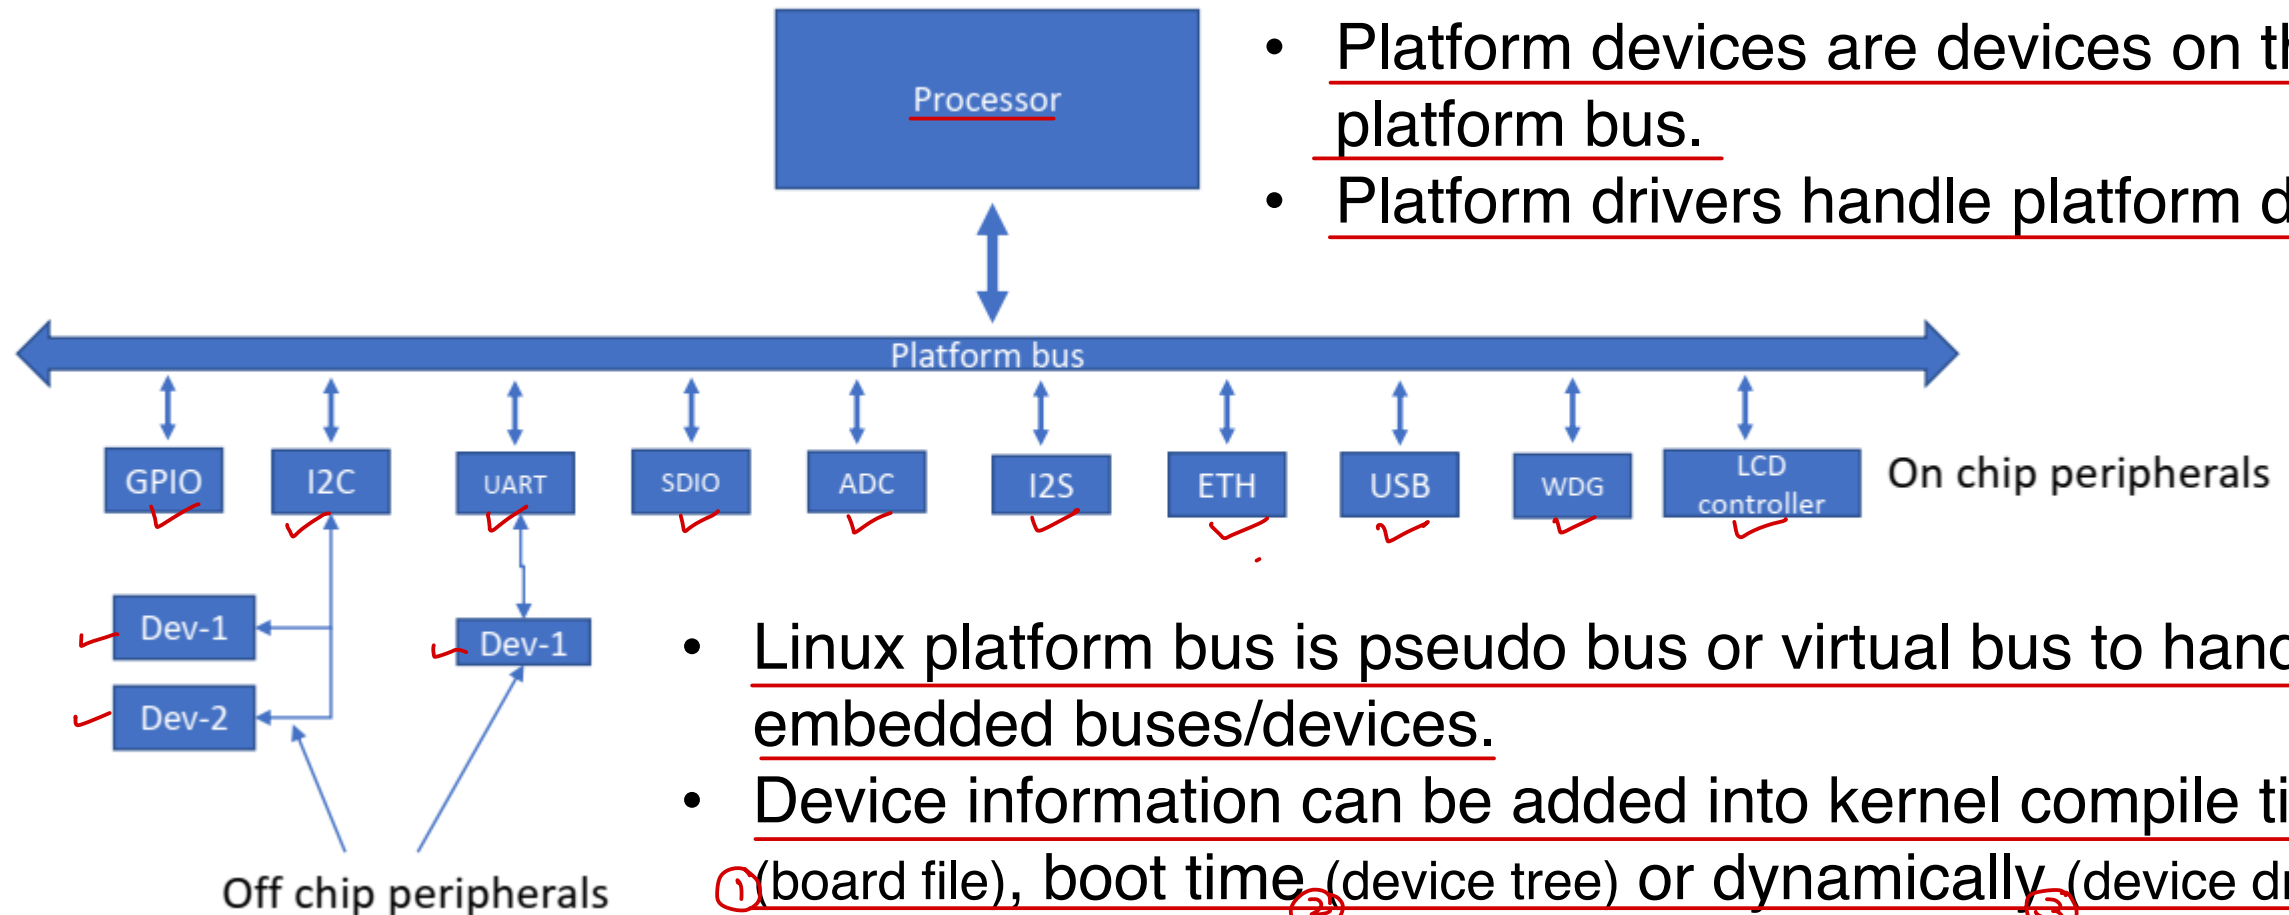 • Platform devices are devices on th
platform bus.
• Platform drivers handle platform d
Processor
Platform bus
GPIO
I2C
UART
SDIO
ADC
I2S
ETH
USB
WDG
LCD
controller
On chip peripherals
Dev-1
Dev-2
Dev-1
• Linux platform bus is pseudo bus or virtual bus to hand
embedded buses/devices.
• Device information can be added into kernel compile ti
① (board file), boot time ② (device tree) or dynamically ③ (device dr
Off chip peripherals